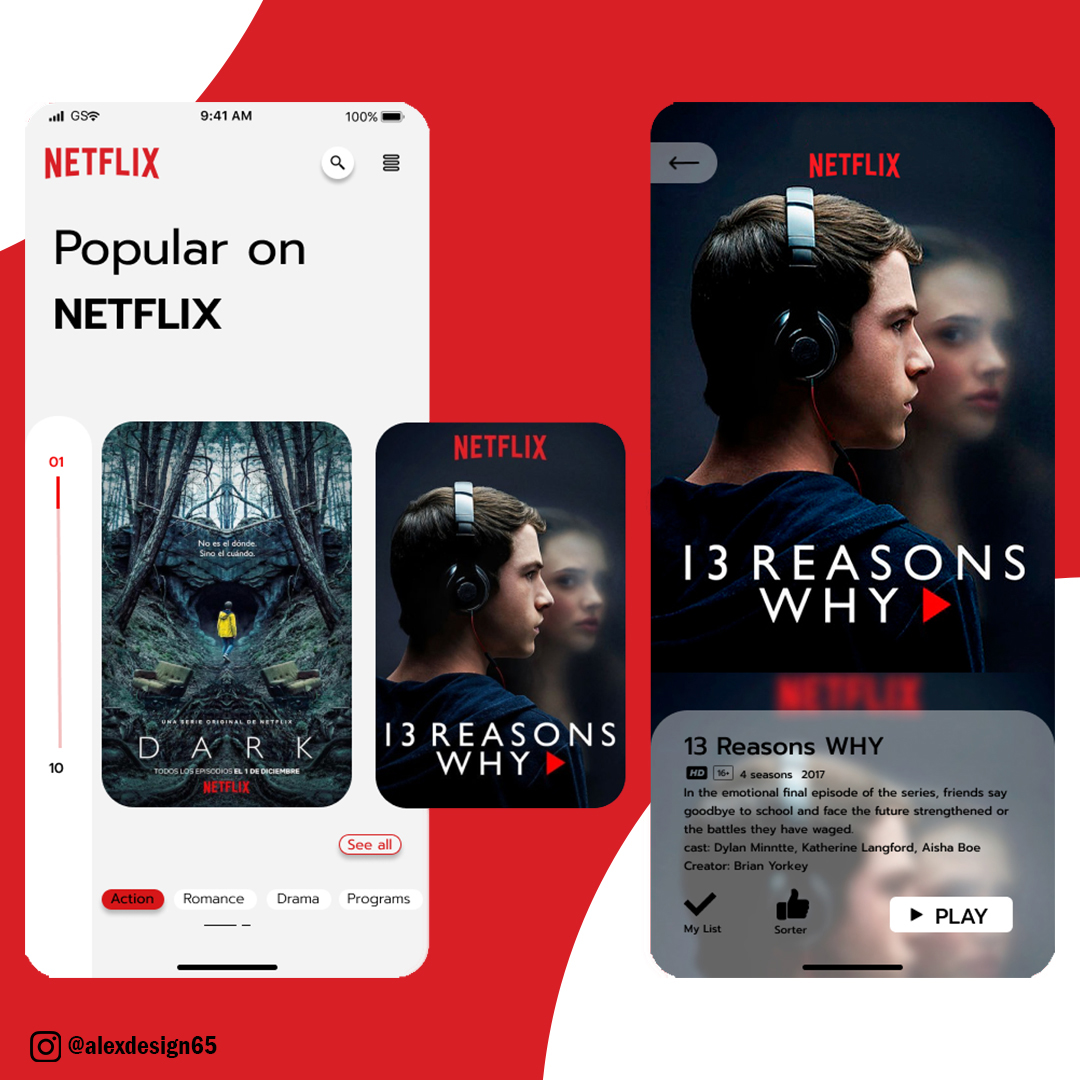 GS
9:41 AM
100%
NETFLIX
Popular on
NETFLIX
01
10
No es el dónde.
Sino el cuándo.
UNA SERIE ORIGINAL DE NETFLIX
DARK
TODOS LOS EPISODIOS EL 1 DE DICIEMBRE
NETFLIX
NETFLIX
13 REASONS
WHY
See all
Action
Romance
Drama
Programs
NETFLIX
13 REASONS
WHY
NETFLIX
13 Reasons WHY
HD 16+ 4 seasons 2017
In the emotional final episode of the series, friends say
goodbye to school and face the future strengthened or
the battles they have waged.
cast: Dylan Minntte, Katherine Langford, Aisha Boe
Creator: Brian Yorkey
My List
Sorter
PLAY
@alexdesign65